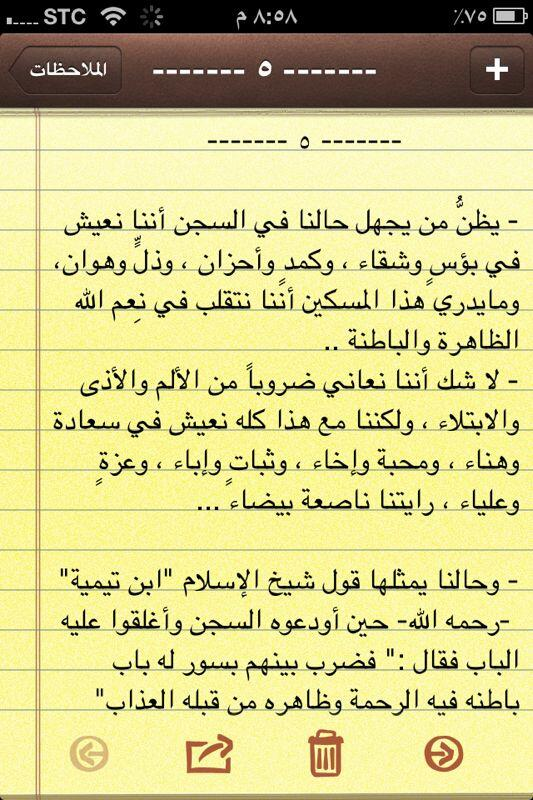 STC ٨:٥٨ م ٪٧٥
الملاحظات ------- ٥ ------- +
------- ٥ -------
- يظنُّ من يجهل حالنا في السجن أننا نعيش
في بؤسٍ وشقاء ، وكمدٍ وأحزان ، وذلٍّ وهوان،
ومايدري هذا المسكين أننا نتقلب في نعِم الله
الظاهرة والباطنة ..
- لا شك أننا نعاني ضروباً من الألم والأذى
والابتلاء ، ولكننا مع هذا كله نعيش في سعادة
وهناء ، ومحبة وإخاء ، وثباتٍ وإباء ، وعزةٍ
وعلياء ، رايتنا ناصعة بيضاء ...
- وحالنا يمثلها قول شيخ الإسلام "ابن تيمية"
-رحمه الله- حين أودعوه السجن وأغلقوا عليه
الباب فقال :" فضرب بينهم بسور له باب
باطنه فيه الرحمة وظاهره من قبله العذاب"